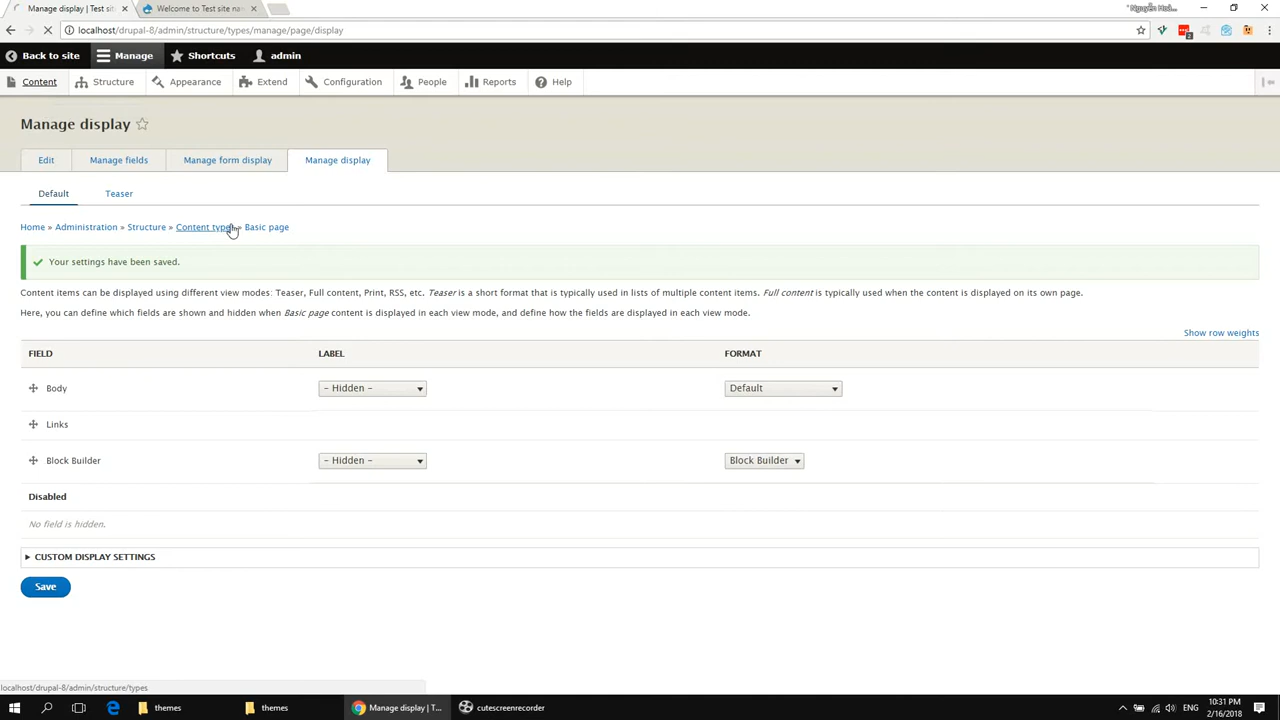 Manage display | Test sit
Welcome to Test site na
localhost/drupal-8/admin/structure/types/manage/page/display
Back to site
Manage
Shortcuts
admin
Content
Structure
Appearance
Extend
Configuration
People
Reports
Help
Manage display
Edit
Manage fields
Manage form display
Manage display
Default
Teaser
Home » Administration » Structure » Content types » Basic page
Your settings have been saved.
Content items can be displayed using different view modes: Teaser, Full content, Print, RSS, etc. Teaser is a short format that is typically used in lists of multiple content items. Full content is typically used when the content is displayed on its own page.
Here, you can define which fields are shown and hidden when Basic page content is displayed in each view mode, and define how the fields are displayed in each view mode.
Show row weights
FIELD LABEL FORMAT
Body - Hidden - Default
Links
Block Builder - Hidden - Block Builder
Disabled
No field is hidden.
CUSTOM DISPLAY SETTINGS
Save
localhost/drupal-8/admin/structure/types
themes
themes
Manage display | T...
cutescreenrecorder
ENG
10:31 PM
2/16/2018